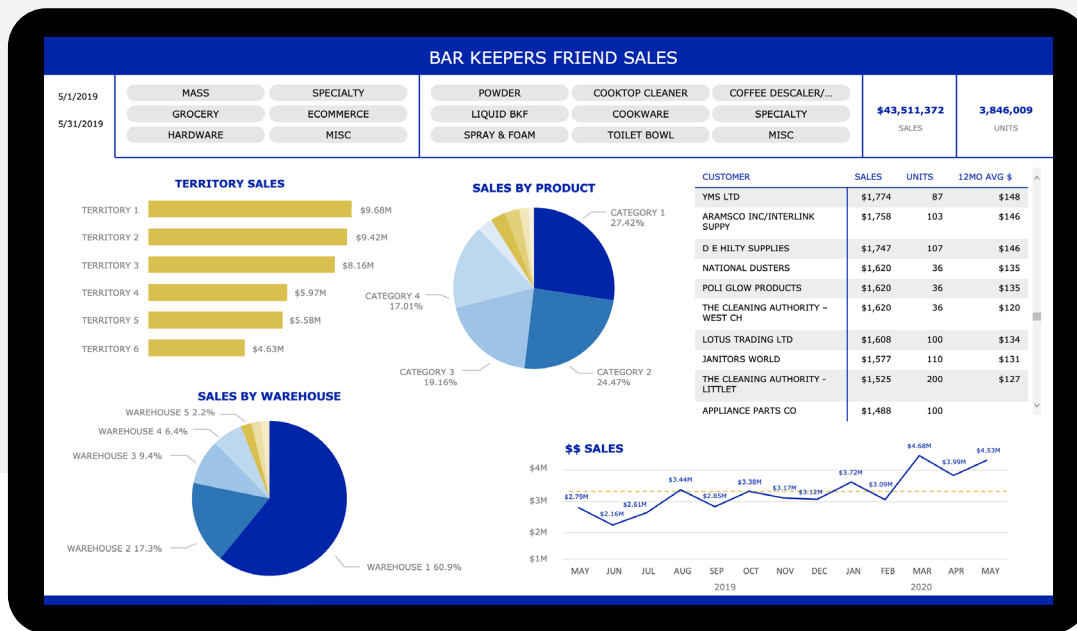 BAR KEEPERS FRIEND SALES
5/1/2019
5/31/2019
MASS
SPECIALTY
GROCERY
ECOMMERCE
HARDWARE
MISC
POWDER
COOKTOP CLEANER
COFFEE DESCALER/...
LIQUID BKF
COOKWARE
SPECIALTY
SPRAY & FOAM
TOILET BOWL
MISC
$43,511,372
SALES
3,846,009
UNITS
TERRITORY SALES
TERRITORY 1 $9.68M
TERRITORY 2 $9.42M
TERRITORY 3 $8.16M
TERRITORY 4 $5.97M
TERRITORY 5 $5.58M
TERRITORY 6 $4.63M
SALES BY PRODUCT
CATEGORY 1
27.42%
CATEGORY 4
17.01%
CATEGORY 3
19.16%
CATEGORY 2
24.47%
CUSTOMER SALES UNITS 12MO AVG $
YMS LTD $1,774 87 $148
ARAMSCO INC/INTERLINK $1,758 103 $146
SUPPY
D E HILTY SUPPLIES $1,747 107 $146
NATIONAL DUSTERS $1,620 36 $135
POLI GLOW PRODUCTS $1,620 36 $135
THE CLEANING AUTHORITY – $1,620 36 $120
WEST CH
LOTUS TRADING LTD $1,608 100 $134
JANITORS WORLD $1,577 110 $131
THE CLEANING AUTHORITY - $1,525 200 $127
LITTLET
APPLIANCE PARTS CO $1,488 100
SALES BY WAREHOUSE
WAREHOUSE 5 2.2%
WAREHOUSE 4 6.4%
WAREHOUSE 3 9.4%
WAREHOUSE 2 17.3%
WAREHOUSE 1 60.9%
$$ SALES
$4M
$3M
$2M
$1M
$2.79M
$2.16M
$2.61M
$3.44M
$2.85M
$3.38M
$3.17M
$3.12M
$3.72M
$3.09M
$4.68M
$3.99M
$4.53M
MAY JUN JUL AUG SEP OCT NOV DEC JAN FEB MAR APR MAY
2019 2020